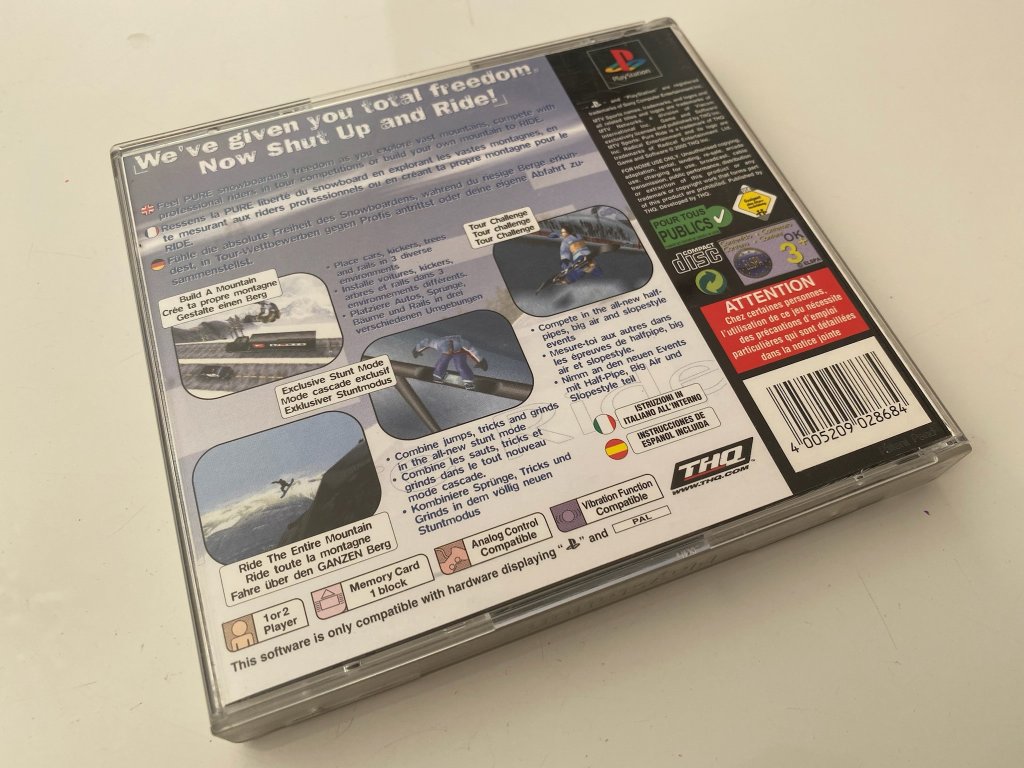 We've given you total freedom.
Now Shut Up and Ride!
Feel PURE snowboarding freedom as you explore vast mountains, compete with
professional riders in tour competitions or build your own mountain to RIDE.
Ressens ta PURE liberté du snowboard en explorant les vastes montagnes, en
te mesurant aux riders professionnels ou en créant ta propre montagne pour le
RIDE.
Fühle die absolute Freiheit des Snowboardens, während du riesige Berge erkun-
dest, in Tour-Wettbewerben gegen Profis antrittst oder deine eigene Abfahrt zu-
sammenstellst.
Build A Mountain
Crée ta propre montagne
Gestalte einen Berg
• Place cars, kickers, trees
and rails in 3 diverse
environments
• Installe voitures, kickers,
arbres et rails dans 3
environnements différents.
• Platziere Autos, Sprünge,
Bäume und Rails in drei
verschiedenen Umgebungen
Tour Challenge
Tour challenge
Tour Challenge
• Compete in the all-new half-
pipes, big air and slopestyle
events
• Mesure-toi aux autres dans
les épreuves de halfpipe, big
air et slopestyle.
• Nimm an den neuen Events
mit Half-Pipe, Big Air und
Slopestyle teil
Exclusive Stunt Mode
Mode cascade exclusif
Exklusiver Stuntmodus
• Combine jumps, tricks and grinds
in the all-new stunt mode
• Combine les sauts, tricks et
grinds dans le tout nouveau
mode cascade.
• Kombiniere Sprünge, Tricks und
Grinds in dem völlig neuen
Stuntmodus
Ride The Entire Mountain
Ride toute la montagne
Fahre über den GANZEN Berg
ISTRUZIONI IN
ITALIANO ALL'INTERNO
INSTRUCCIONES DE
ESPAÑOL INCLUIDA
THQ
www.THQ.COM
1 or 2
Player
Memory Card
1 block
Analog Control
Compatible
Vibration Function
Compatible
This software is only compatible with hardware displaying " " and
PAL
PlayStation
POUR TOUS
PUBLICS
COMPACT
disc
OK
3+
ATTENTION
Chez certaines personnes,
l'utilisation de ce jeu nécessite
des précautions d'emploi
particulières qui sont détaillées
dans la notice jointe
4 005209 028684